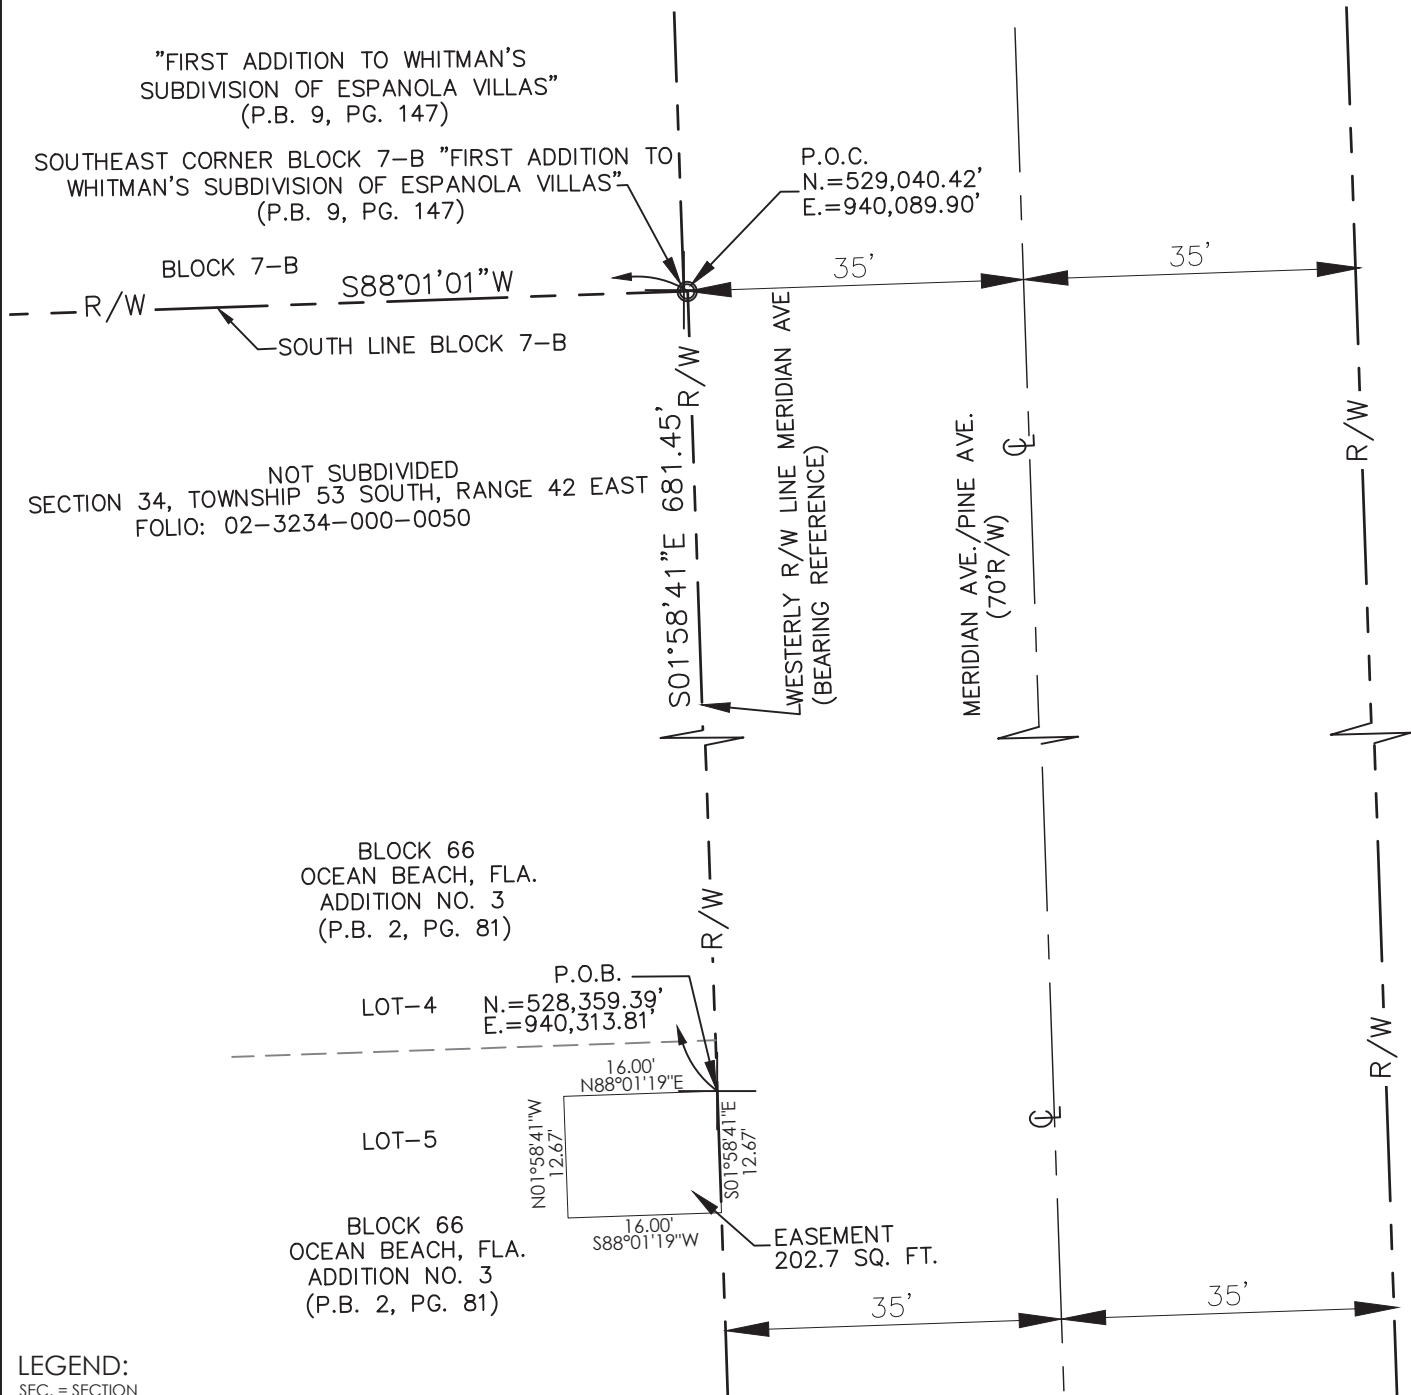 "FIRST ADDITION TO WHITMAN'S
SUBDIVISION OF ESPANOLA VILLAS"
(P.B. 9, PG. 147)
SOUTHEAST CORNER BLOCK 7-B "FIRST ADDITION TO
WHITMAN'S SUBDIVISION OF ESPANOLA VILLAS"
(P.B. 9, PG. 147)
P.O.C.
N.=529,040.42'
E.=940,089.90'
BLOCK 7-B
S88°01'01"W
35'
35'
R/W
SOUTH LINE BLOCK 7-B
R/W
S01°58'41"E 681.45'
WESTERLY R/W LINE MERIDIAN AVE
(BEARING REFERENCE)
MERIDIAN AVE./PINE AVE.
(70'R/W)
CL
R/W
NOT SUBDIVIDED
SECTION 34, TOWNSHIP 53 SOUTH, RANGE 42 EAST
FOLIO: 02-3234-000-0050
BLOCK 66
OCEAN BEACH, FLA.
ADDITION NO. 3
(P.B. 2, PG. 81)
R/W
P.O.B.
N.=528,359.39'
E.=940,313.81'
LOT-4
R/W
16.00'
N88°01'19"E
N01°58'41"W
12.67'
S01°58'41"E
12.67'
CL
LOT-5
16.00'
S88°01'19"W
EASEMENT
202.7 SQ. FT.
BLOCK 66
OCEAN BEACH, FLA.
ADDITION NO. 3
(P.B. 2, PG. 81)
35'
35'
LEGEND:
SEC. = SECTION